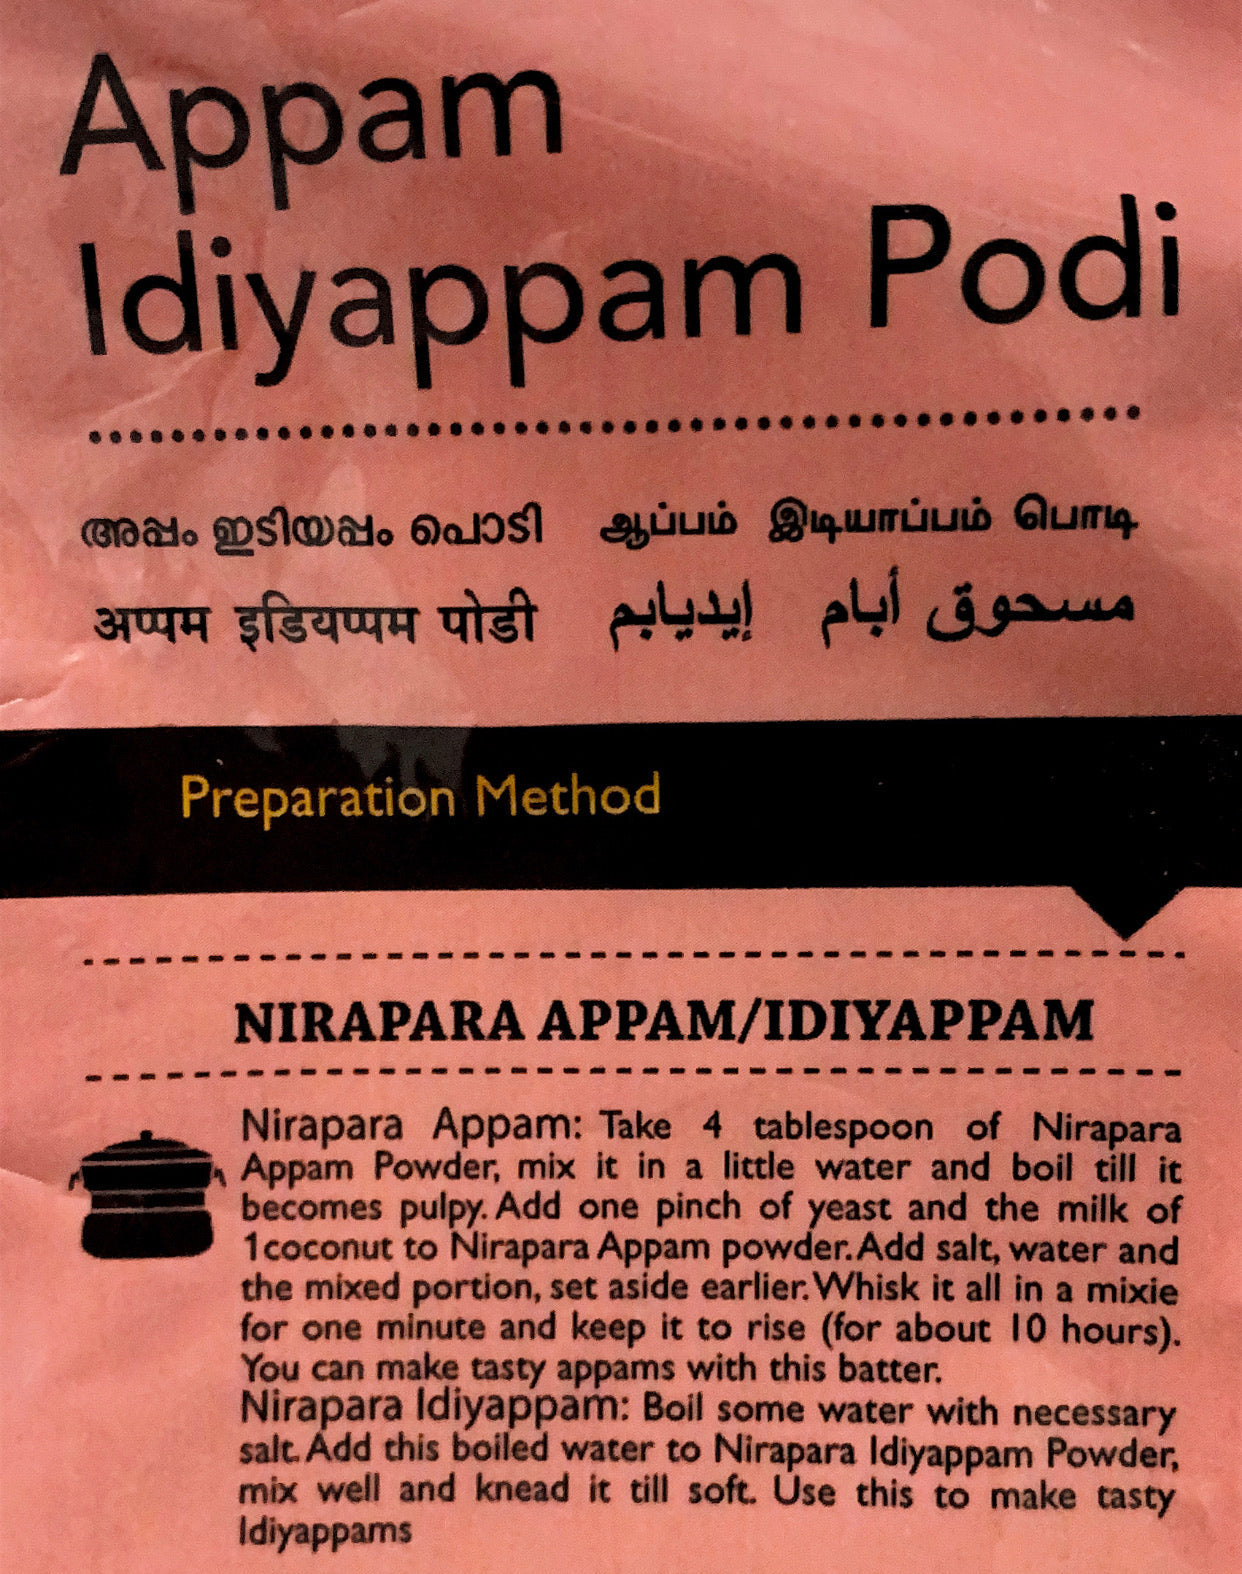 Appam
Idiyappam Podi
അപ്പം ഇടിയപ്പം പൊടി ஆப்பம் இடியாப்பம் பொடி
अप्पम इडियप्पम पोडी مسحوق أبام إيديابم
Preparation Method
NIRAPARA APPAM/IDIYAPPAM
Nirapara Appam: Take 4 tablespoon of Nirapara
Appam Powder, mix it in a little water and boil till it
becomes pulpy. Add one pinch of yeast and the milk of
1coconut to Nirapara Appam powder. Add salt, water and
the mixed portion, set aside earlier. Whisk it all in a mixie
for one minute and keep it to rise (for about 10 hours).
You can make tasty appams with this batter.
Nirapara Idiyappam: Boil some water with necessary
salt. Add this boiled water to Nirapara Idiyappam Powder,
mix well and knead it till soft. Use this to make tasty
Idiyappams